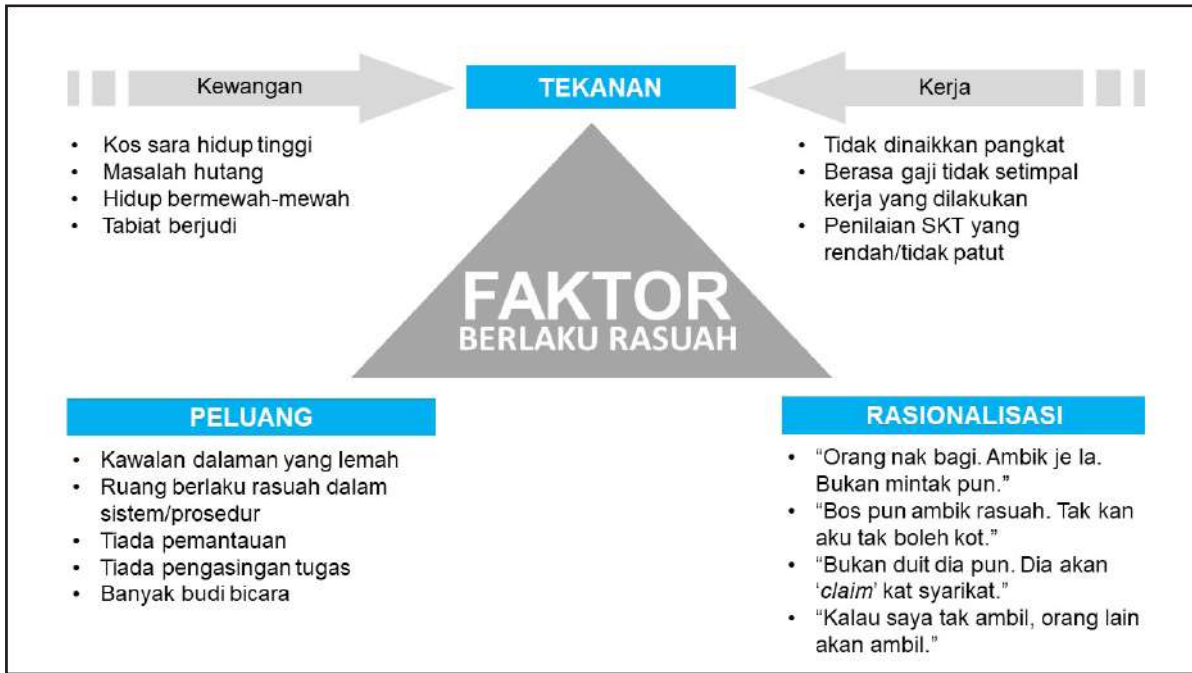 Kewangan
TEKANAN
Kerja
• Kos sara hidup tinggi
• Masalah hutang
• Hidup bermewah-mewah
• Tabiat berjudi
• Tidak dinaikkan pangkat
• Berasa gaji tidak setimpal
kerja yang dilakukan
• Penilaian SKT yang
rendah/tidak patut
FAKTOR
BERLAKU RASUAH
PELUANG
• Kawalan dalaman yang lemah
• Ruang berlaku rasuah dalam
sistem/prosedur
• Tiada pemantauan
• Tiada pengasingan tugas
• Banyak budi bicara
RASIONALISASI
• “Orang nak bagi. Ambik je la.
Bukan mintak pun.”
• “Bos pun ambik rasuah. Tak kan
aku tak boleh kot.”
• “Bukan duit dia pun. Dia akan
‘claim’ kat syarikat.”
• “Kalau saya tak ambil, orang lain
akan ambil.”